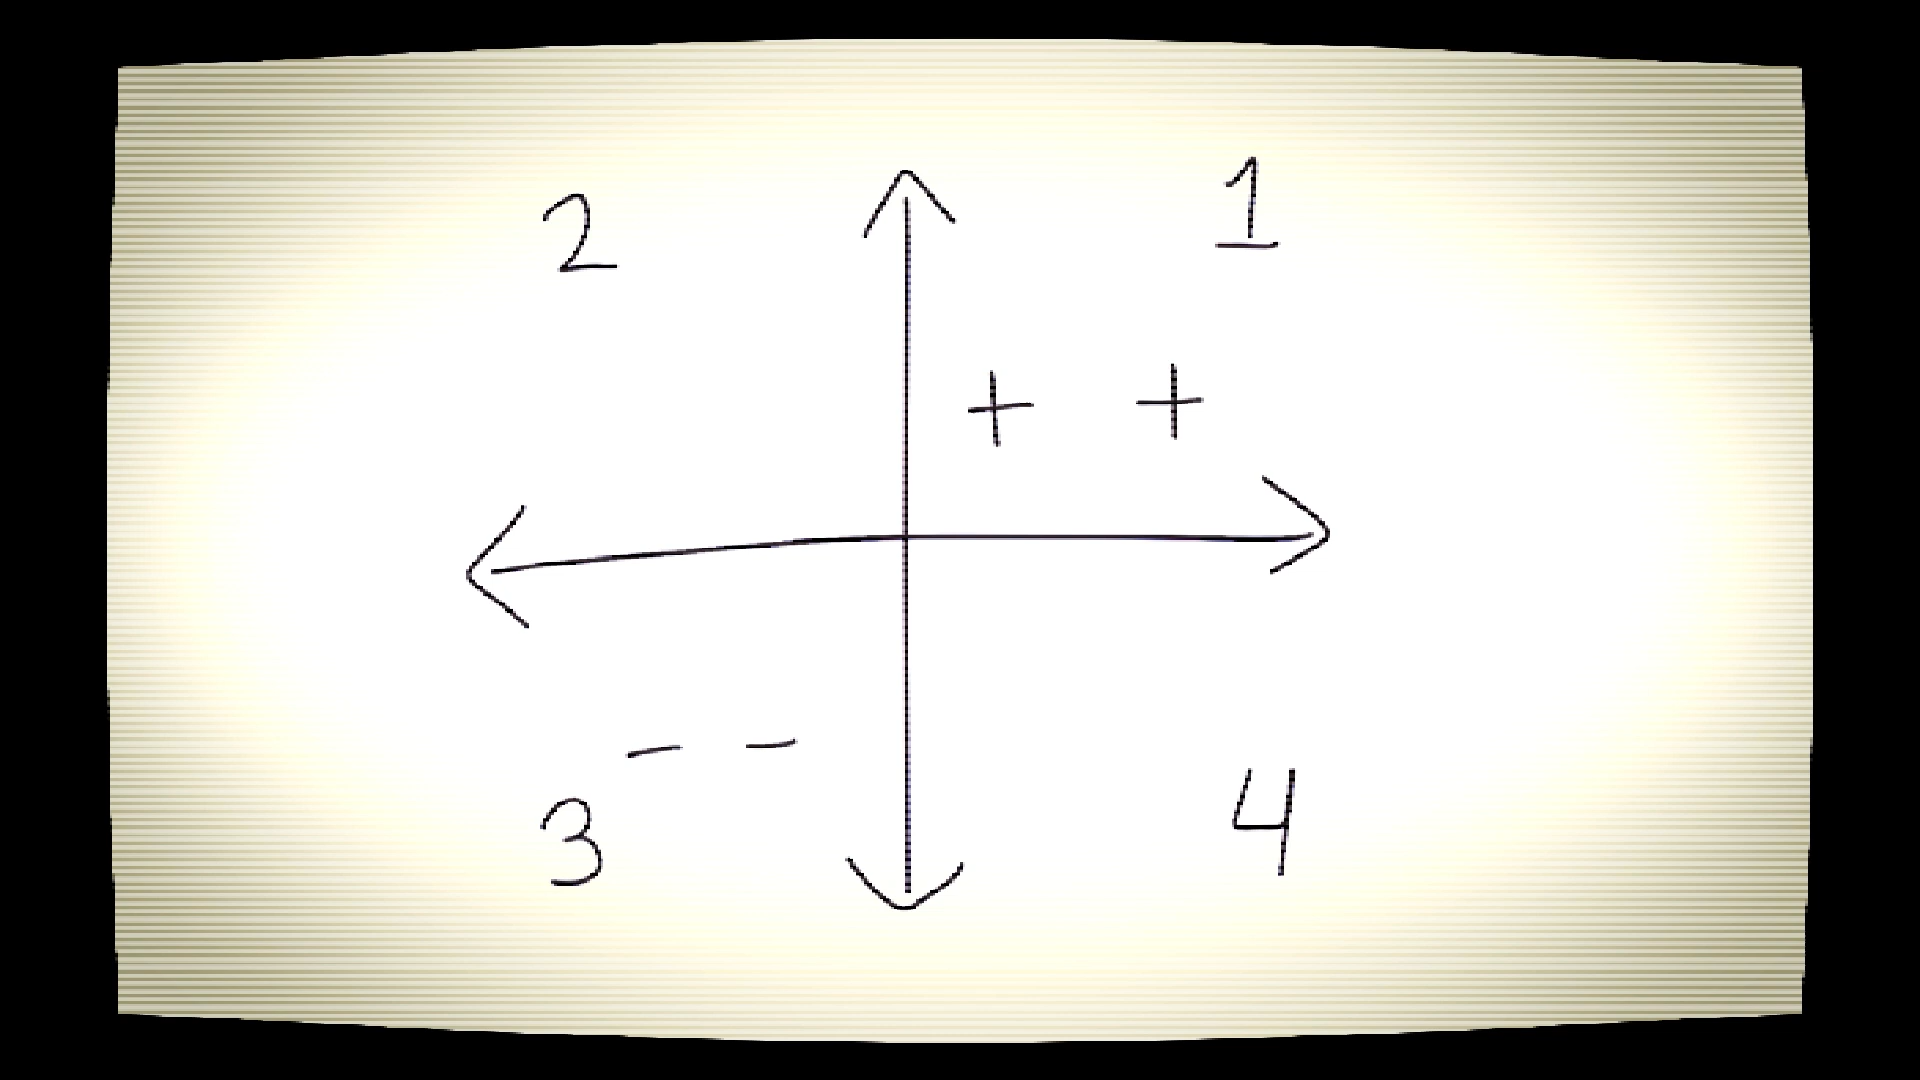 2 1
+ +
- -
3 4